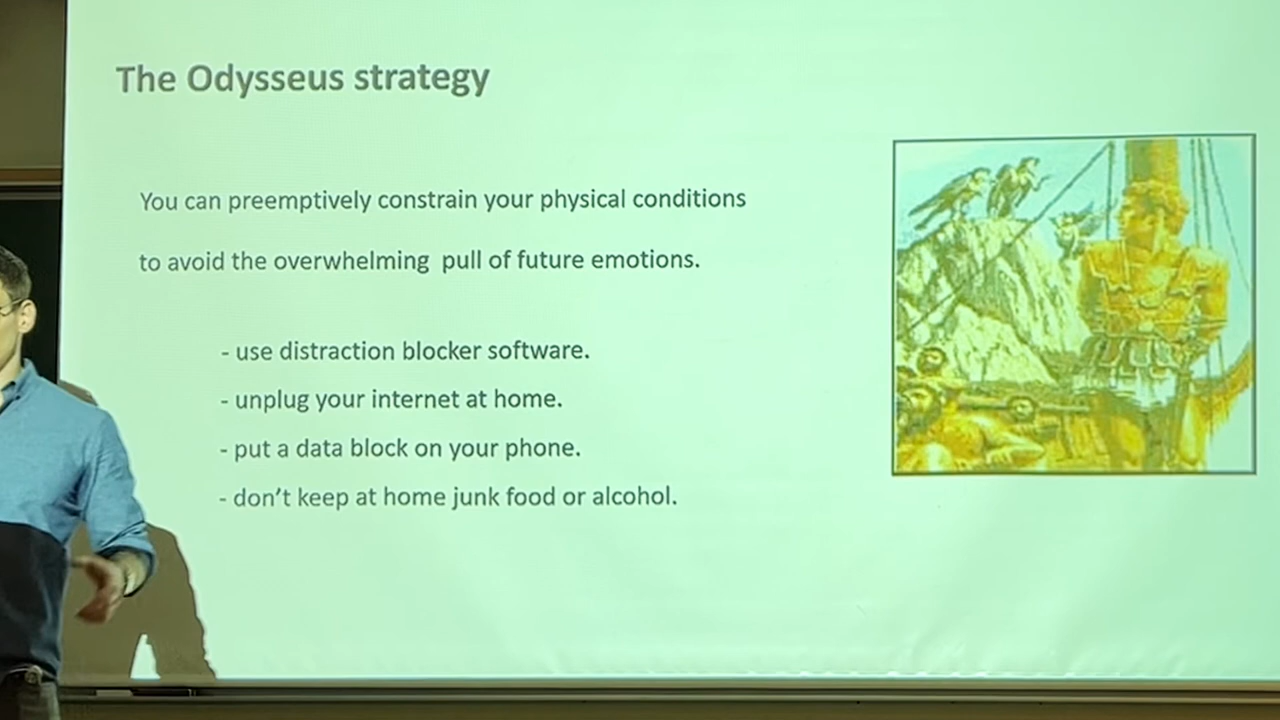 The Odysseus strategy
You can preemptively constrain your physical conditions
to avoid the overwhelming pull of future emotions.
- use distraction blocker software.
- unplug your internet at home.
- put a data block on your phone.
- don’t keep at home junk food or alcohol.